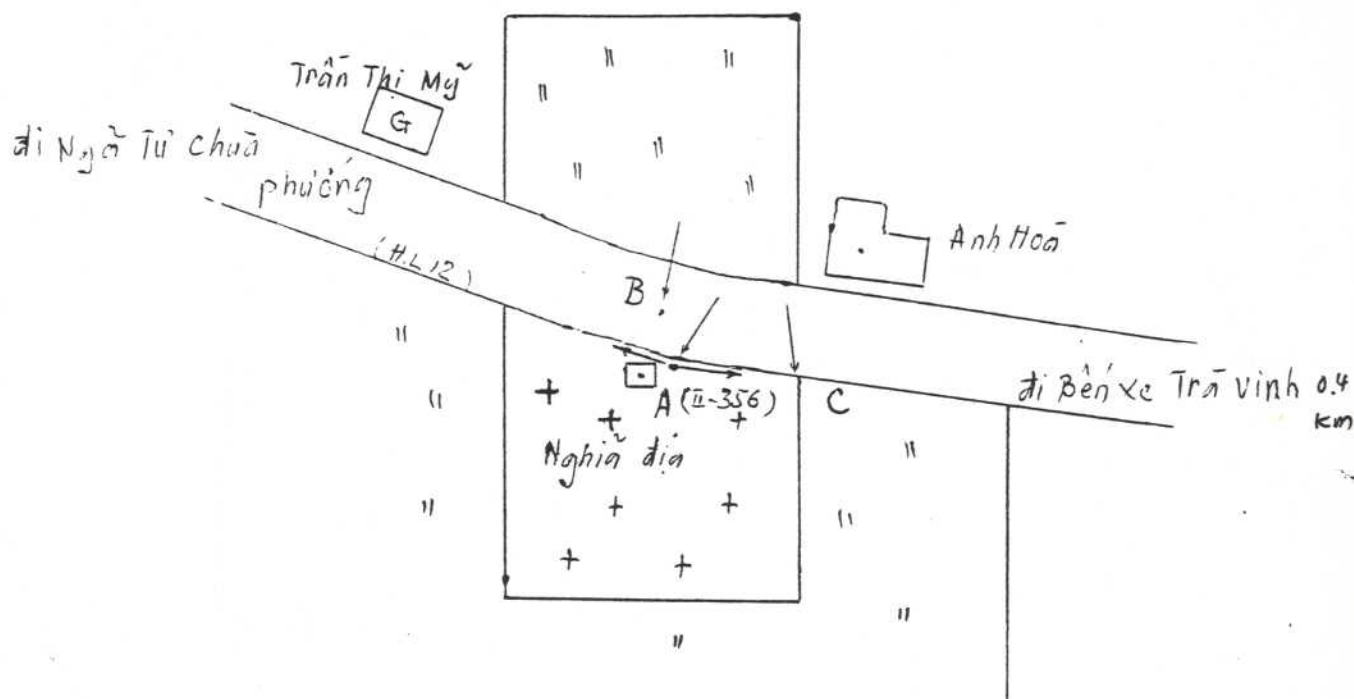 Trần Thị Mỹ
G
đi Ngã Tư Chùa
phướng
(H.L 12)
Anh Hoà
B
A (II-356)
C
đi Bến xe Trà Vinh 0.4
km
Nghĩa địa